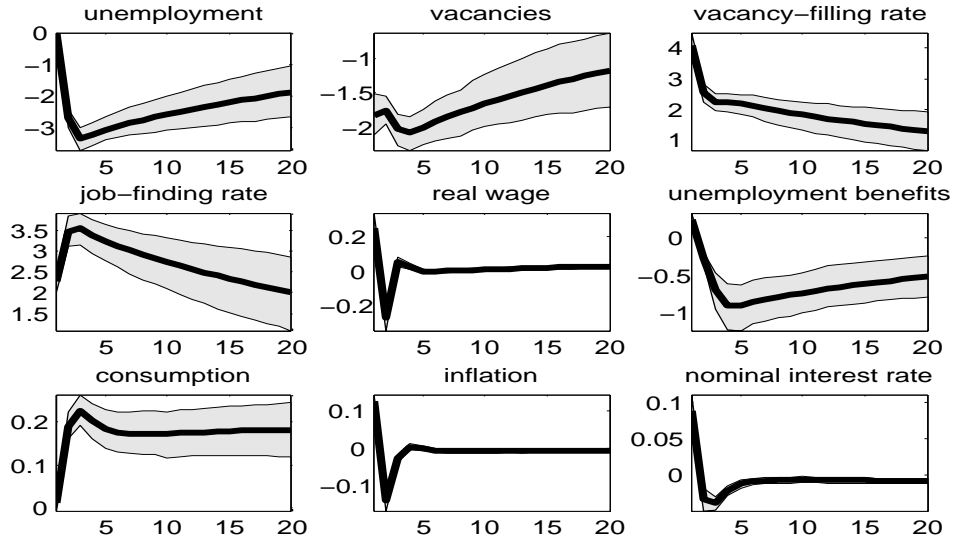 unemployment
0
−1
−2
−3
5 10 15 20
vacancies
−1
−1.5
−2
5 10 15 20
vacancy−filling rate
4
3
2
1
5 10 15 20
job−finding rate
3.5
3
2.5
2
1.5
5 10 15 20
real wage
0.2
0
−0.2
5 10 15 20
unemployment benefits
0
−0.5
−1
5 10 15 20
consumption
0.2
0.1
0
5 10 15 20
inflation
0.1
0
−0.1
5 10 15 20
nominal interest rate
0.1
0.05
0
5 10 15 20